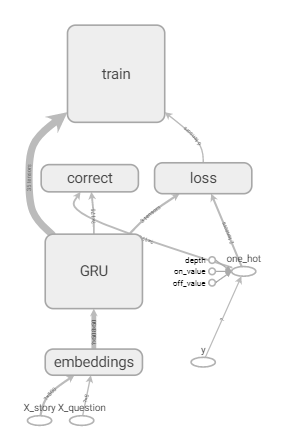 train
correct
loss
GRU
depth
one_hot
on_value
off_value
y
embeddings
X_story X_question